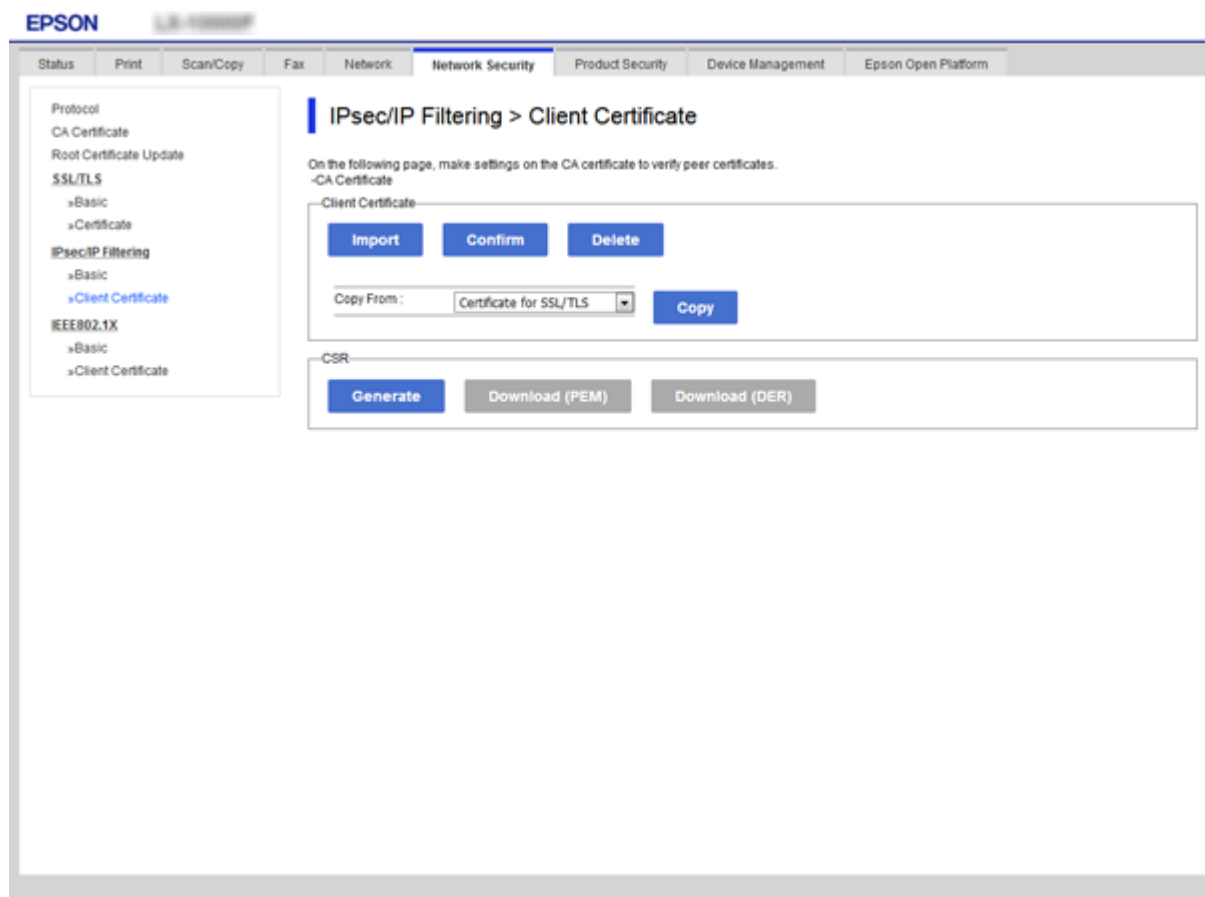 EPSON
Status Print Scan/Copy Fax Network Network Security Product Security Device Management Epson Open Platform
Protocol
CA Certificate
Root Certificate Update
SSL/TLS
»Basic
»Certificate
IPsec/IP Filtering
»Basic
»Client Certificate
IEEE802.1X
»Basic
»Client Certificate
IPsec/IP Filtering > Client Certificate
On the following page, make settings on the CA certificate to verify peer certificates.
-CA Certificate
Client Certificate
Import Confirm Delete
Copy From : Certificate for SSL/TLS Copy
CSR
Generate Download (PEM) Download (DER)